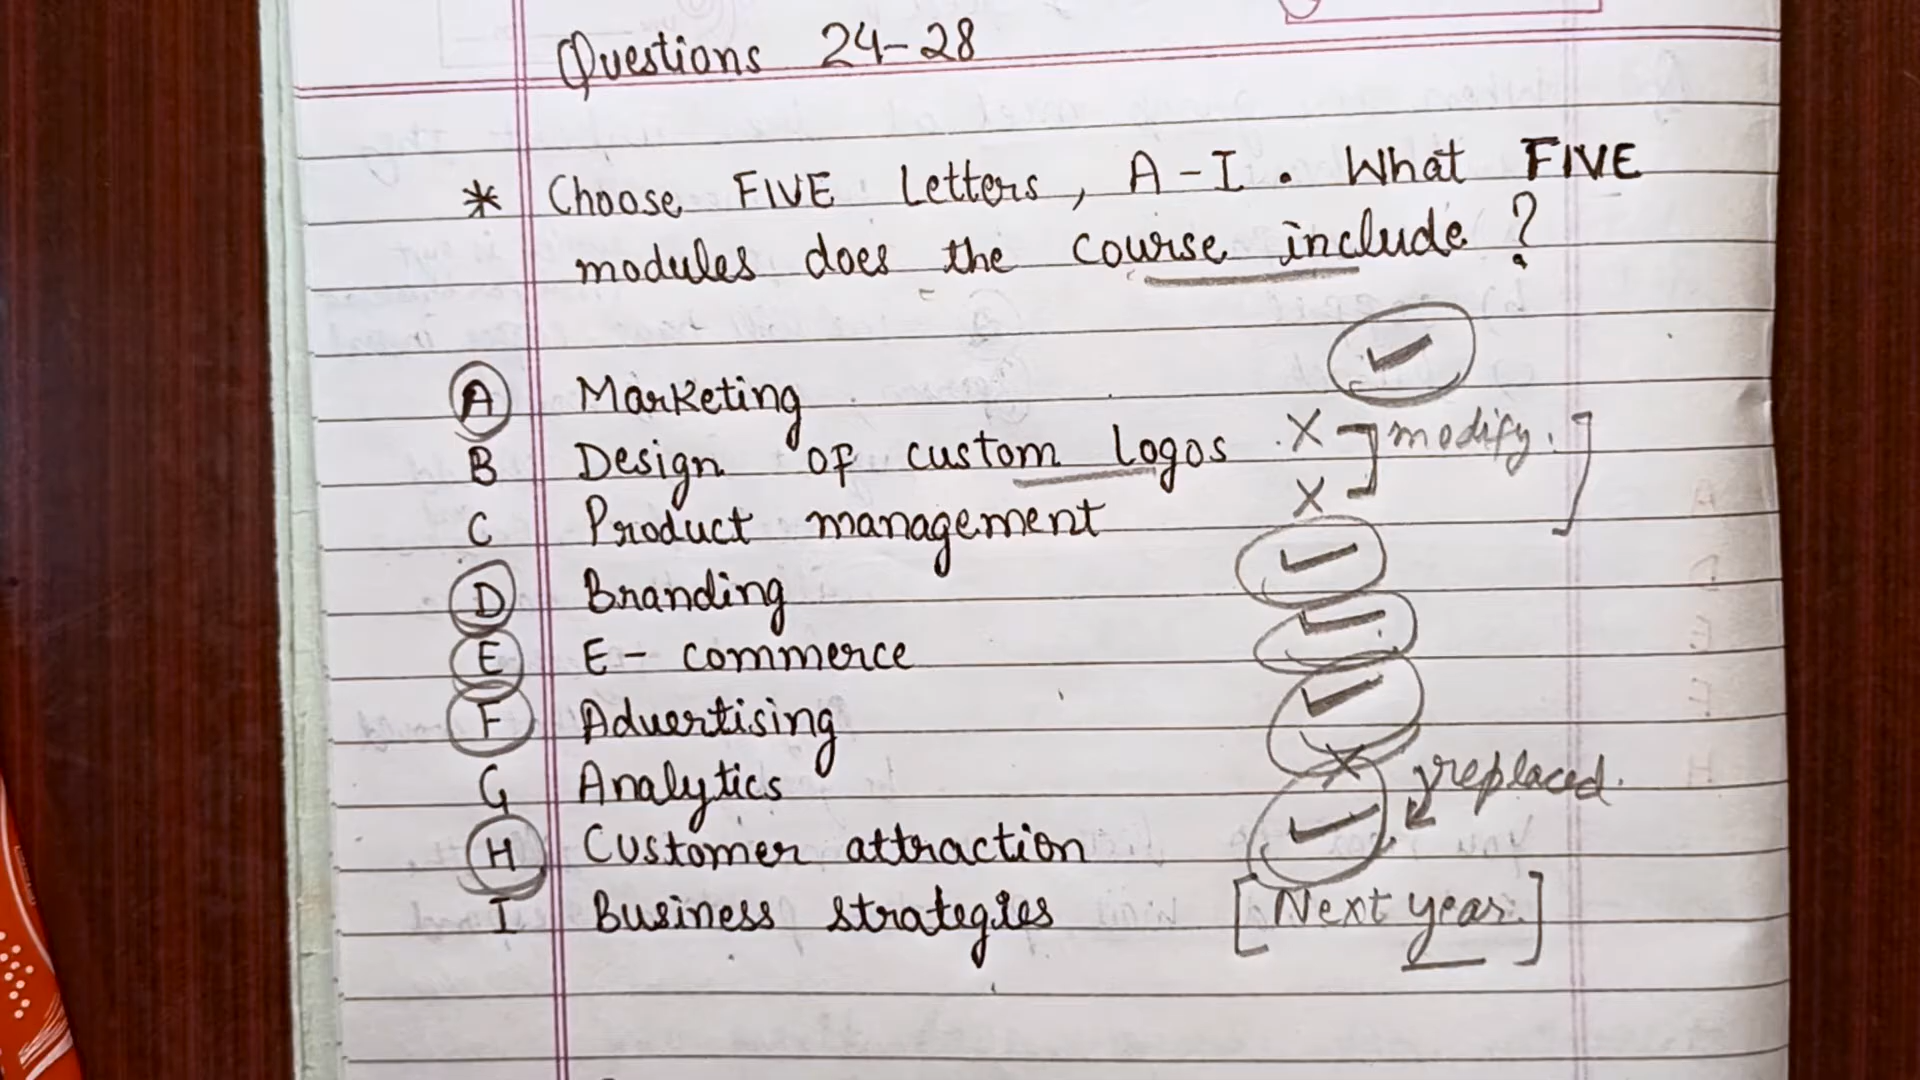 Questions 24-28
* Choose FIVE Letters, A-I. What FIVE
modules does the course include?
A Marketing ✓
B Design of custom logos × ] modify. ]
C Product management ×
D Branding ✓
E E-commerce ✓
F Advertising ✓
G Analytics × replaced.
H Customer attraction ✓
I Business strategies [Next year.]